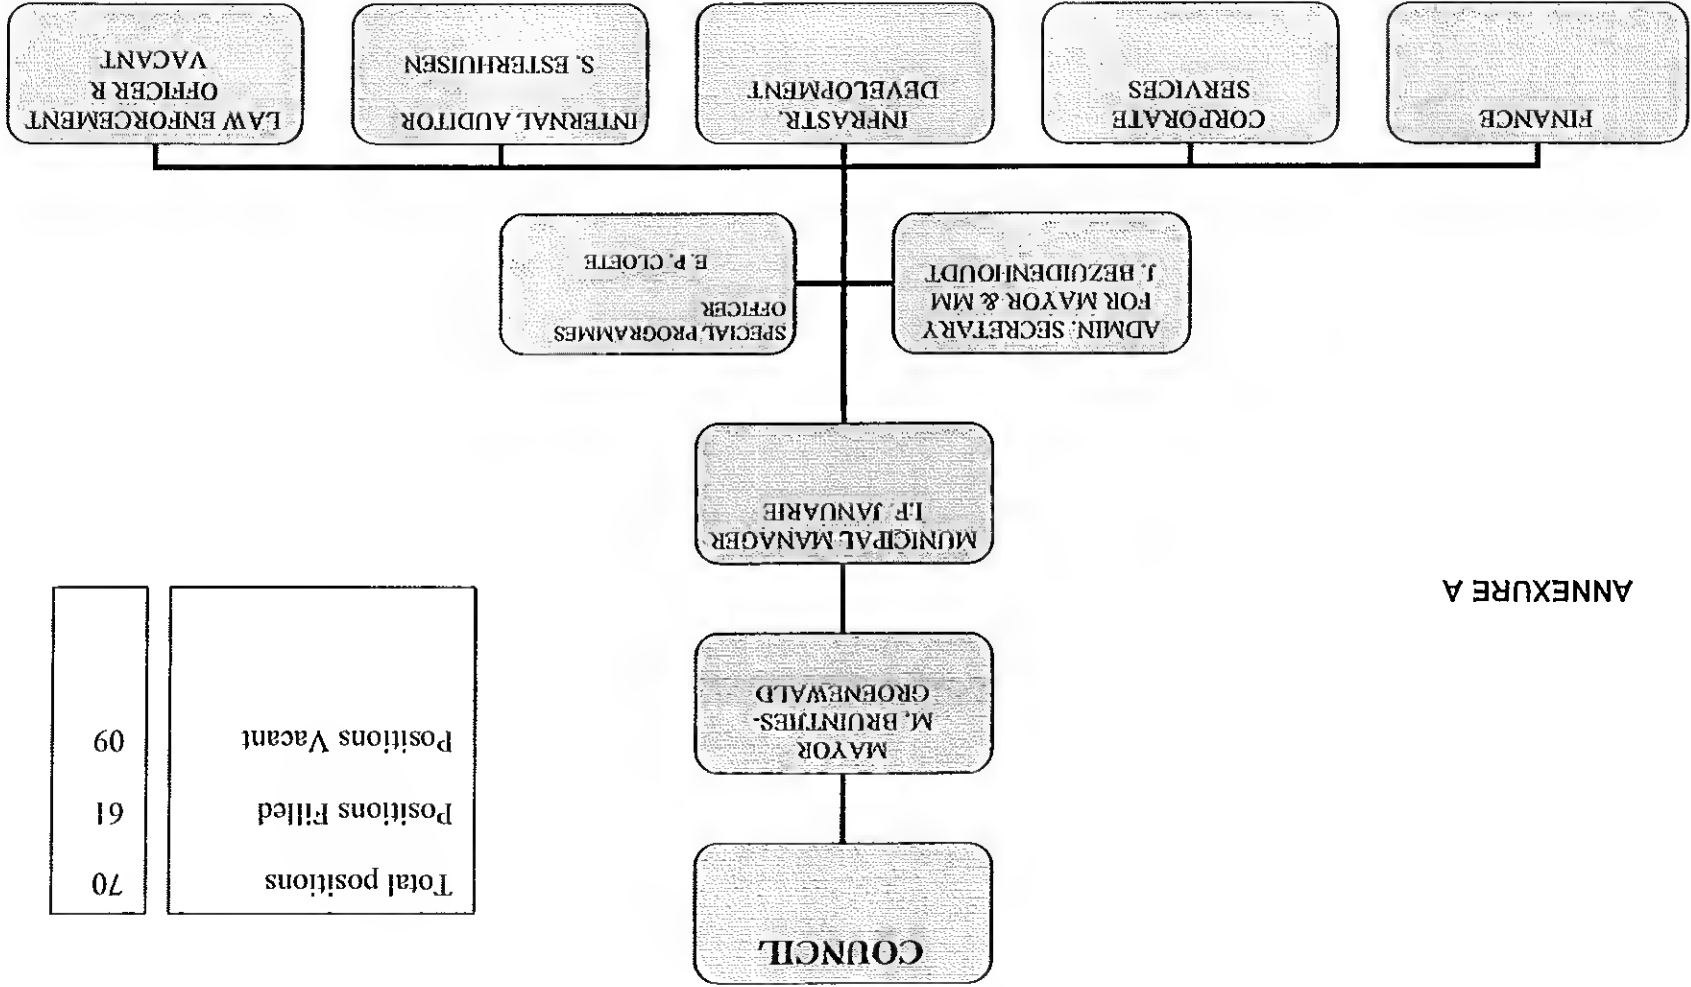 COUNCIL
Total positions 70
Positions Filled 61
Positions Vacant 09
MAYOR
M. BRUINTJIES-
GROENEWALD
ANNEXURE A
MUNICIPAL MANAGER
I.F. JANUARIE
ADMIN. SECRETARY
FOR MAYOR & MM
J. BEZUIDENHOUDT
SPECIAL PROGRAMMES
OFFICER
E. P. CLOETE
FINANCE
CORPORATE
SERVICES
INFRASTR.
DEVELOPMENT
INTERNAL AUDITOR
S. ESTERHUISEN
LAW ENFORCEMENT
OFFICER R
VACANT